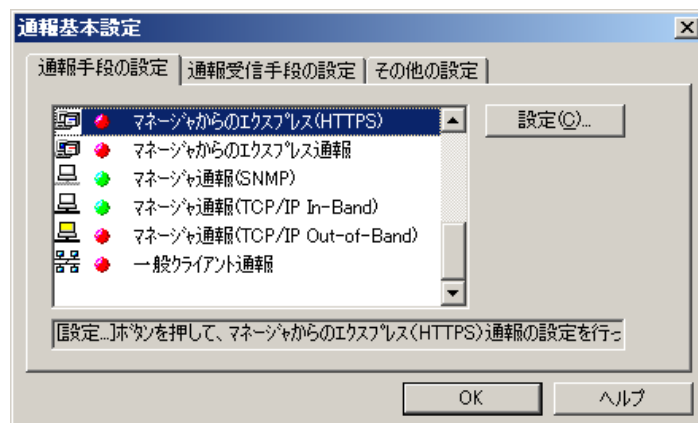 通報基本設定
通報手段の設定 通報受信手段の設定 その他の設定
マネージャからのエクスプレス(HTTPS) 設定(C)...
マネージャからのエクスプレス通報
マネージャ通報(SNMP)
マネージャ通報(TCP/IP In-Band)
マネージャ通報(TCP/IP Out-of-Band)
一般クライアント通報
[設定...]ボタンを押して、マネージャからのエクスプレス(HTTPS)通報の設定を行っ
OK ヘルプ